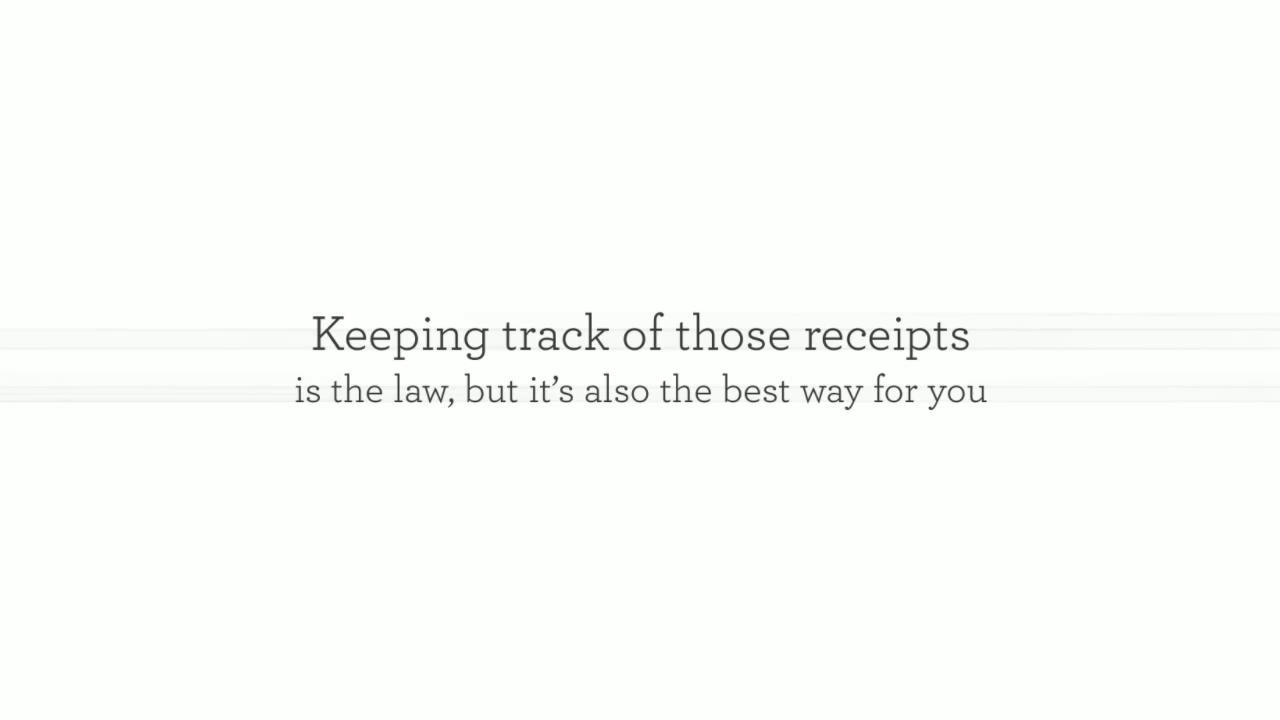 Keeping track of those receipts
is the law, but it’s also the best way for you